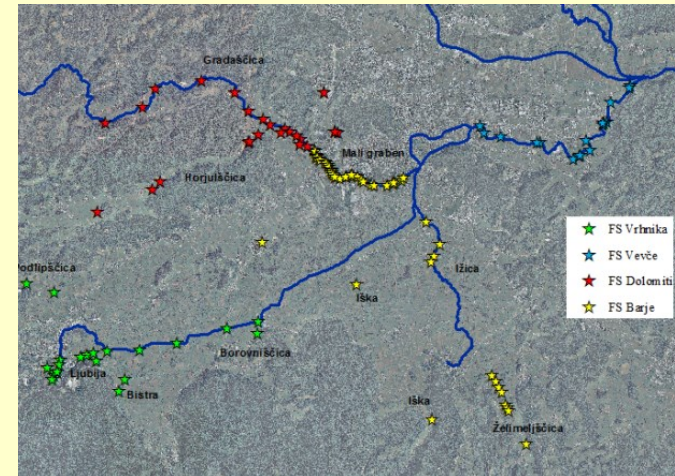 Gradaščica
Mali graben
Horjulščica
Podlipščica
Iška
Ižica
FS Vrhnika
FS Vevče
FS Dolomiti
FS Barje
Borovniščica
Ljubija
Bistra
Iška
Želimeljščica